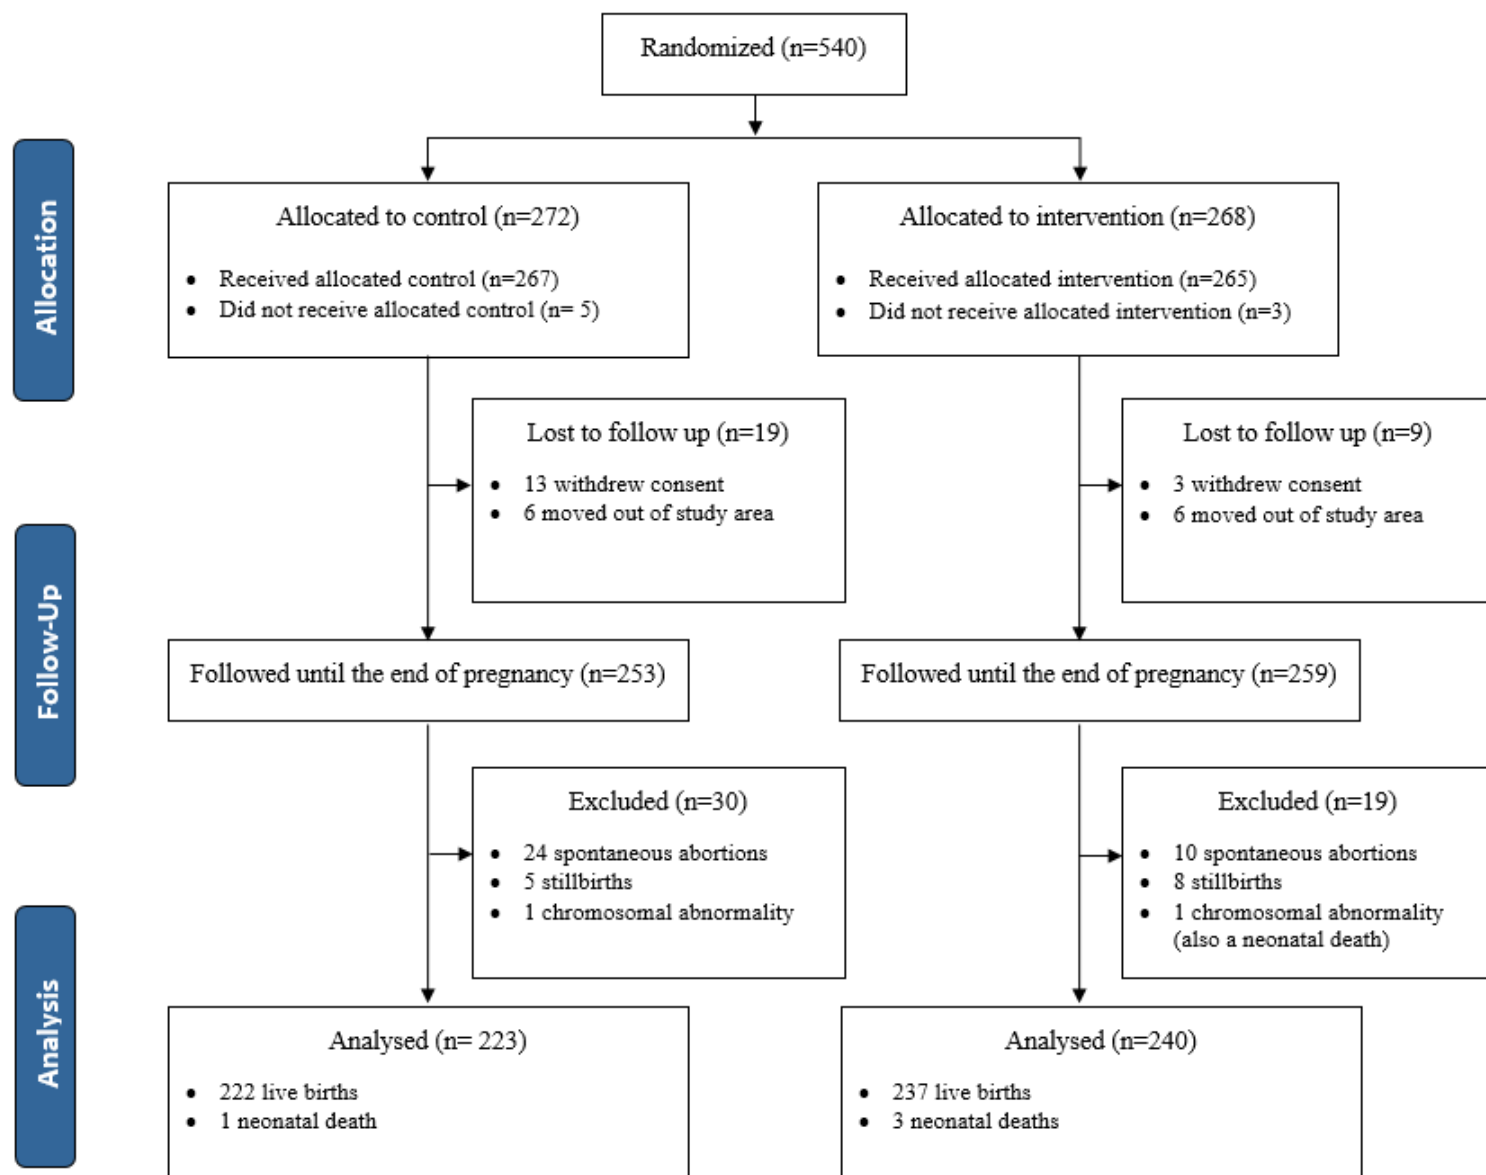 Randomized (n=540)
Allocation
Allocated to control (n=272)
• Received allocated control (n=267)
• Did not receive allocated control (n= 5)
Allocated to intervention (n=268)
• Received allocated intervention (n=265)
• Did not receive allocated intervention (n=3)
Lost to follow up (n=19)
• 13 withdrew consent
• 6 moved out of study area
Lost to follow up (n=9)
• 3 withdrew consent
• 6 moved out of study area
Follow-Up
Followed until the end of pregnancy (n=253)
Followed until the end of pregnancy (n=259)
Excluded (n=30)
• 24 spontaneous abortions
• 5 stillbirths
• 1 chromosomal abnormality
Excluded (n=19)
• 10 spontaneous abortions
• 8 stillbirths
• 1 chromosomal abnormality
(also a neonatal death)
Analysis
Analysed (n= 223)
• 222 live births
• 1 neonatal death
Analysed (n=240)
• 237 live births
• 3 neonatal deaths